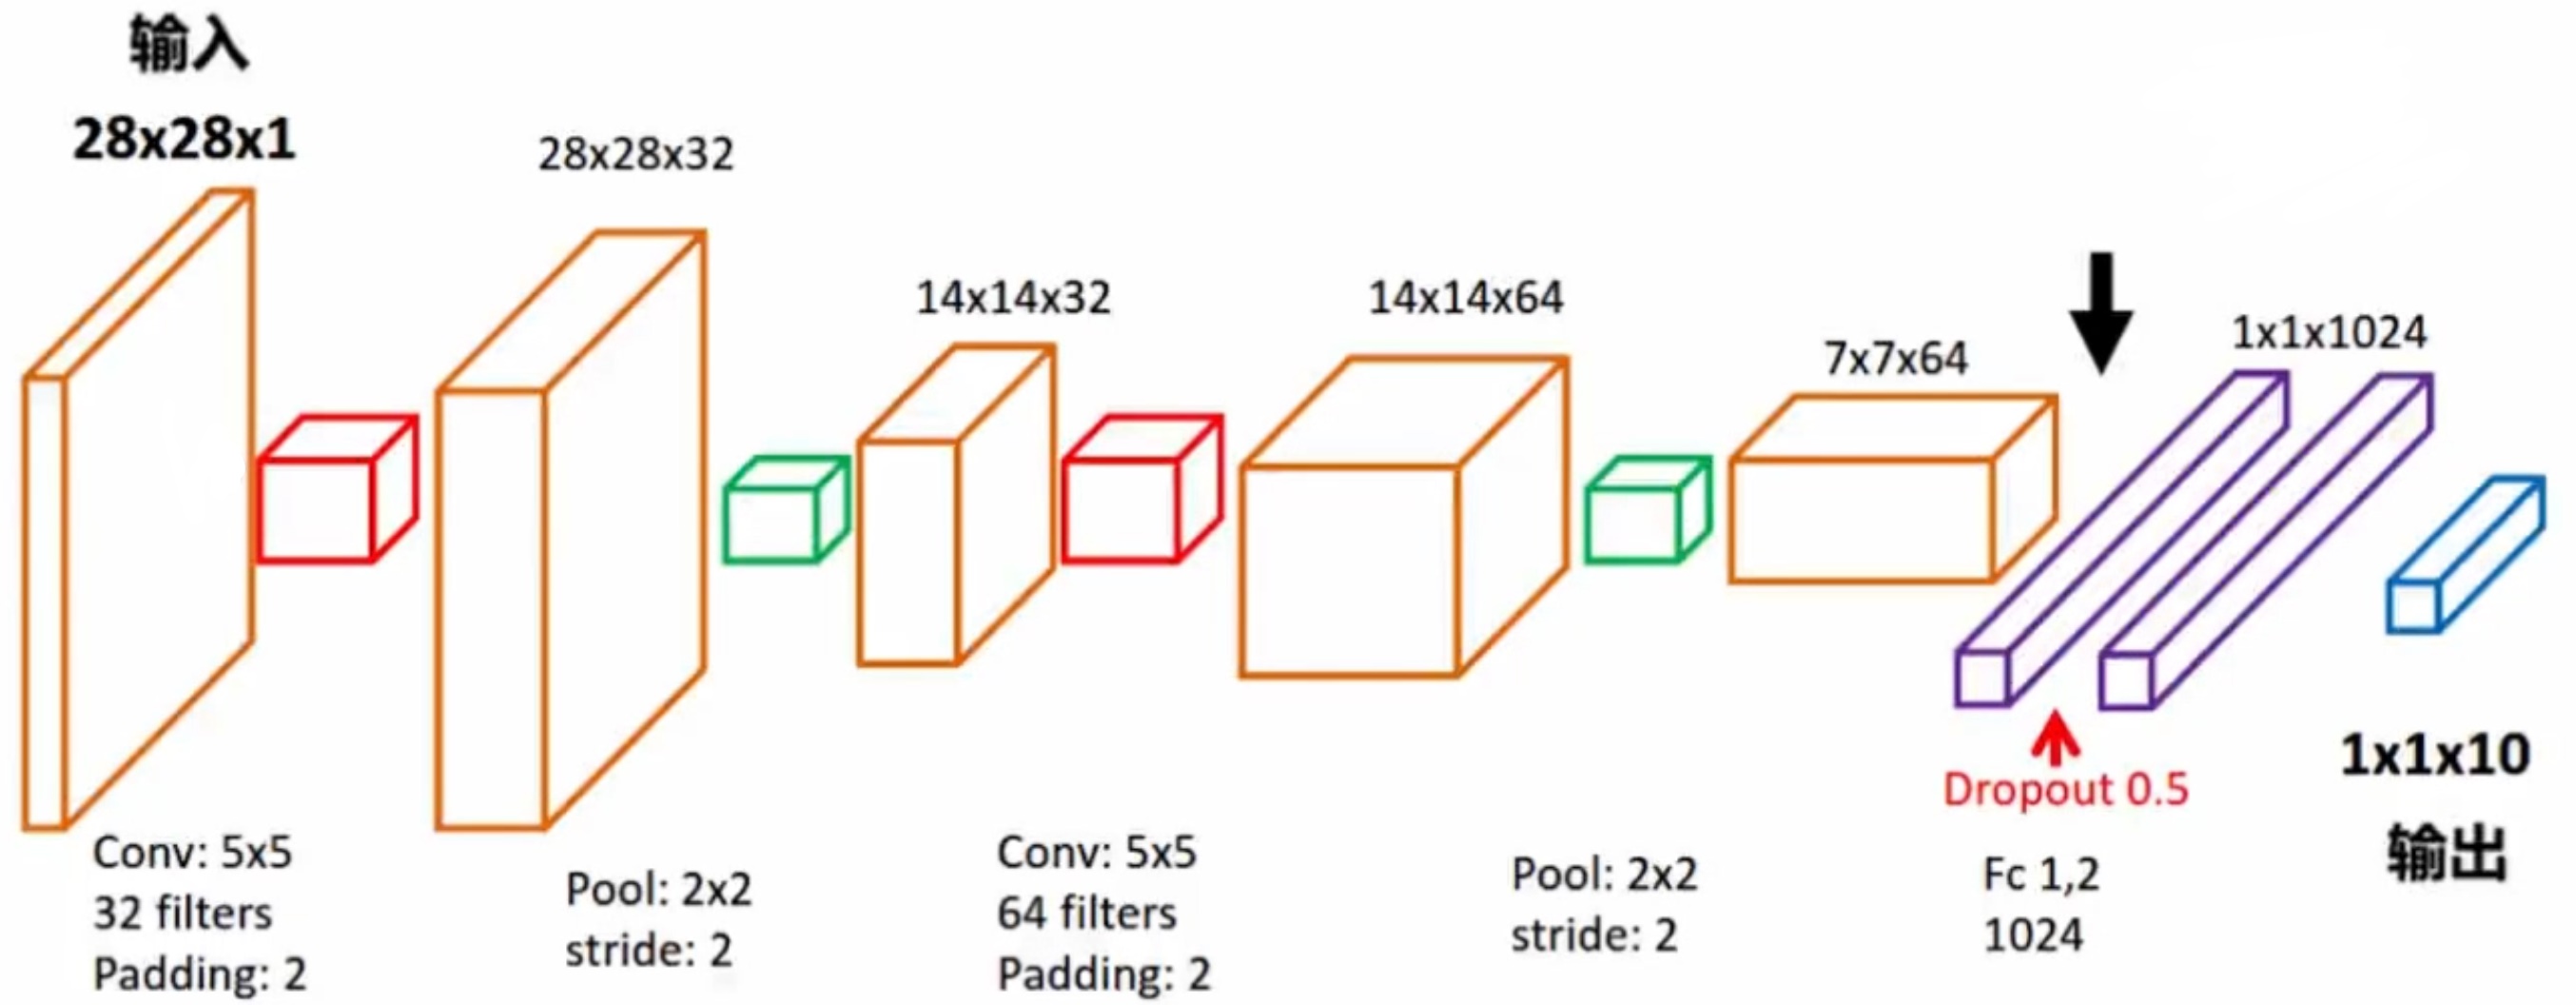 输入
28x28x1
28x28x32
14x14x32
14x14x64
7x7x64
1x1x1024
Conv: 5x5
32 filters
Padding: 2
Pool: 2x2
stride: 2
Conv: 5x5
64 filters
Padding: 2
Pool: 2x2
stride: 2
Dropout 0.5
Fc 1,2
1024
1x1x10
输出